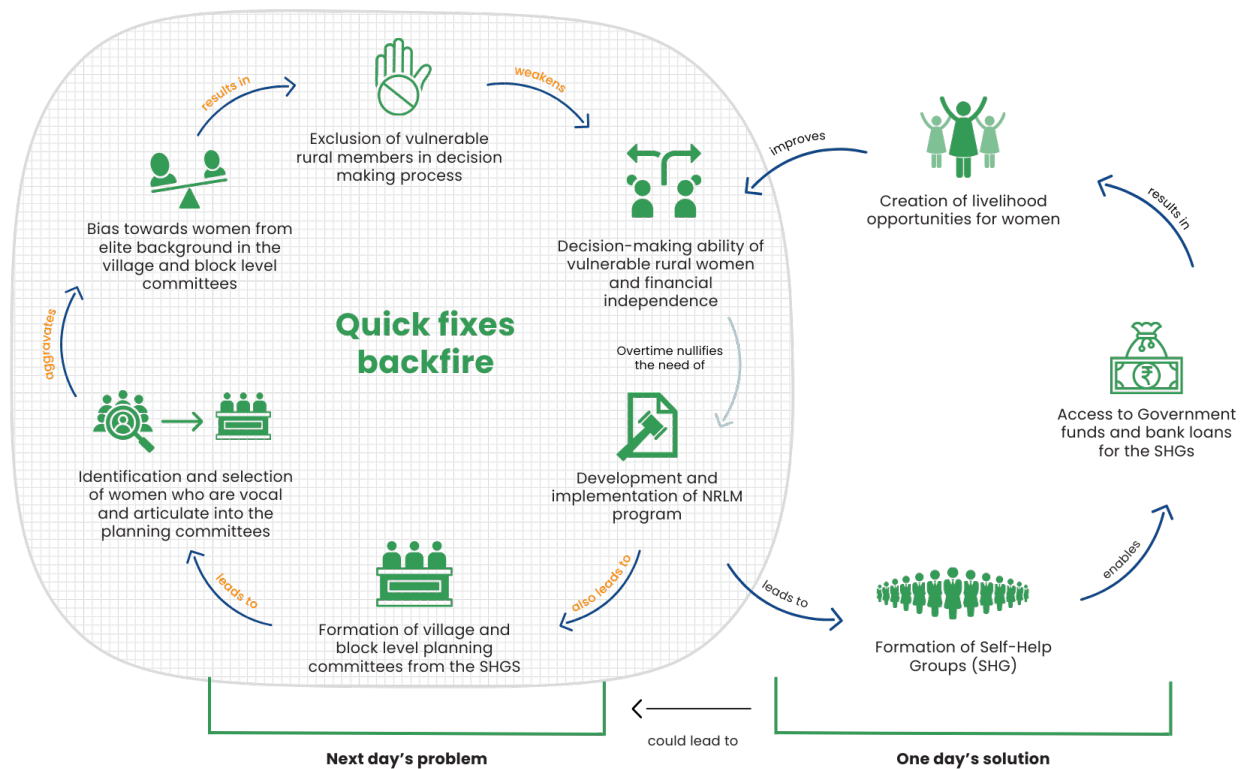 results in
weakens
Exclusion of vulnerable
rural members in decision
making process
improves
Creation of livelihood
opportunities for women
results in
Bias towards women from
elite background in the
village and block level
committees
Decision-making ability of
vulnerable rural women
and financial
independence
Quick fixes
backfire
aggravates
Overtime nullifies
the need of
₹
Access to Government
funds and bank loans
for the SHGs
Identification and selection
of women who are vocal
and articulate into the
planning committees
Development and
implementation of NRLM
program
leads to
also leads to
leads to
enables
Formation of village and
block level planning
committees from the SHGS
Formation of Self-Help
Groups (SHG)
could lead to
Next day's problem
One day's solution